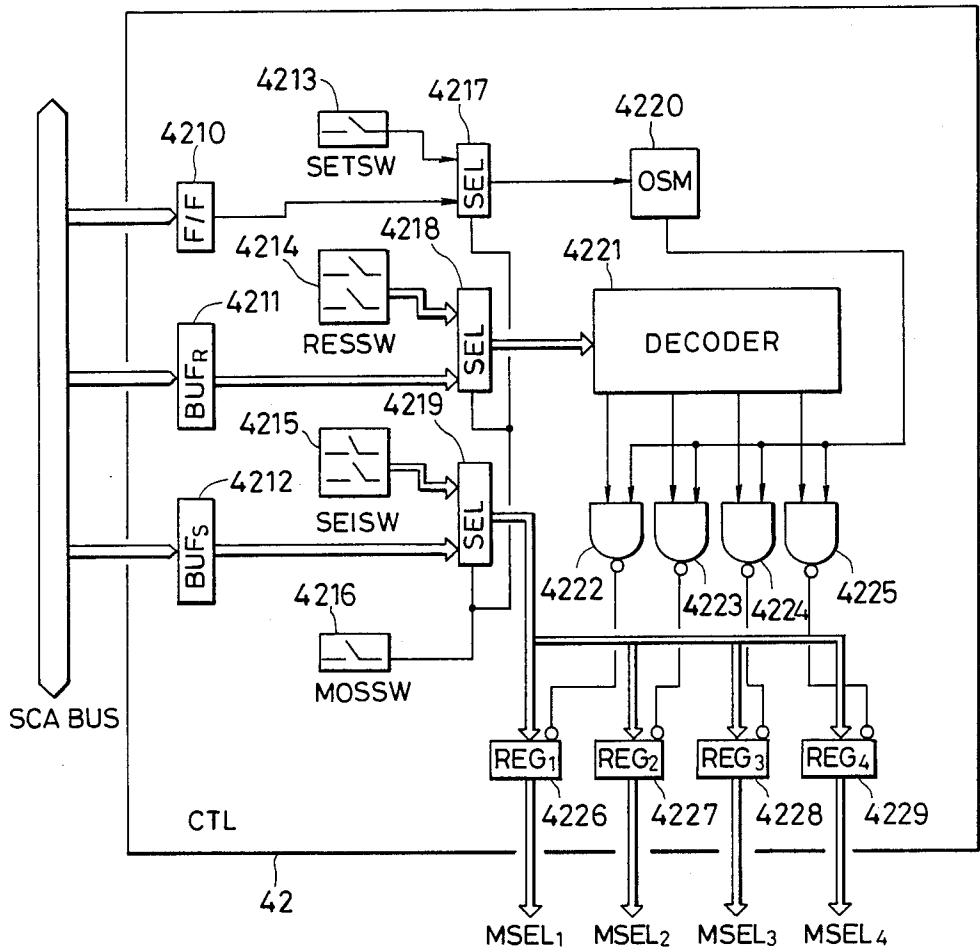 4213
4217
4220
4210
SETSW
SEL
OSM
F/F
4214
4218
4221
4211
RESSW
SEL
DECODER
BUFR
4215
4219
4212
SEISW
SEL
BUFS
4222
4223
4224
4225
4216
MOSSW
SCA BUS
REG1
REG2
REG3
REG4
4226
4227
4228
4229
CTL
42
MSEL1
MSEL2
MSEL3
MSEL4